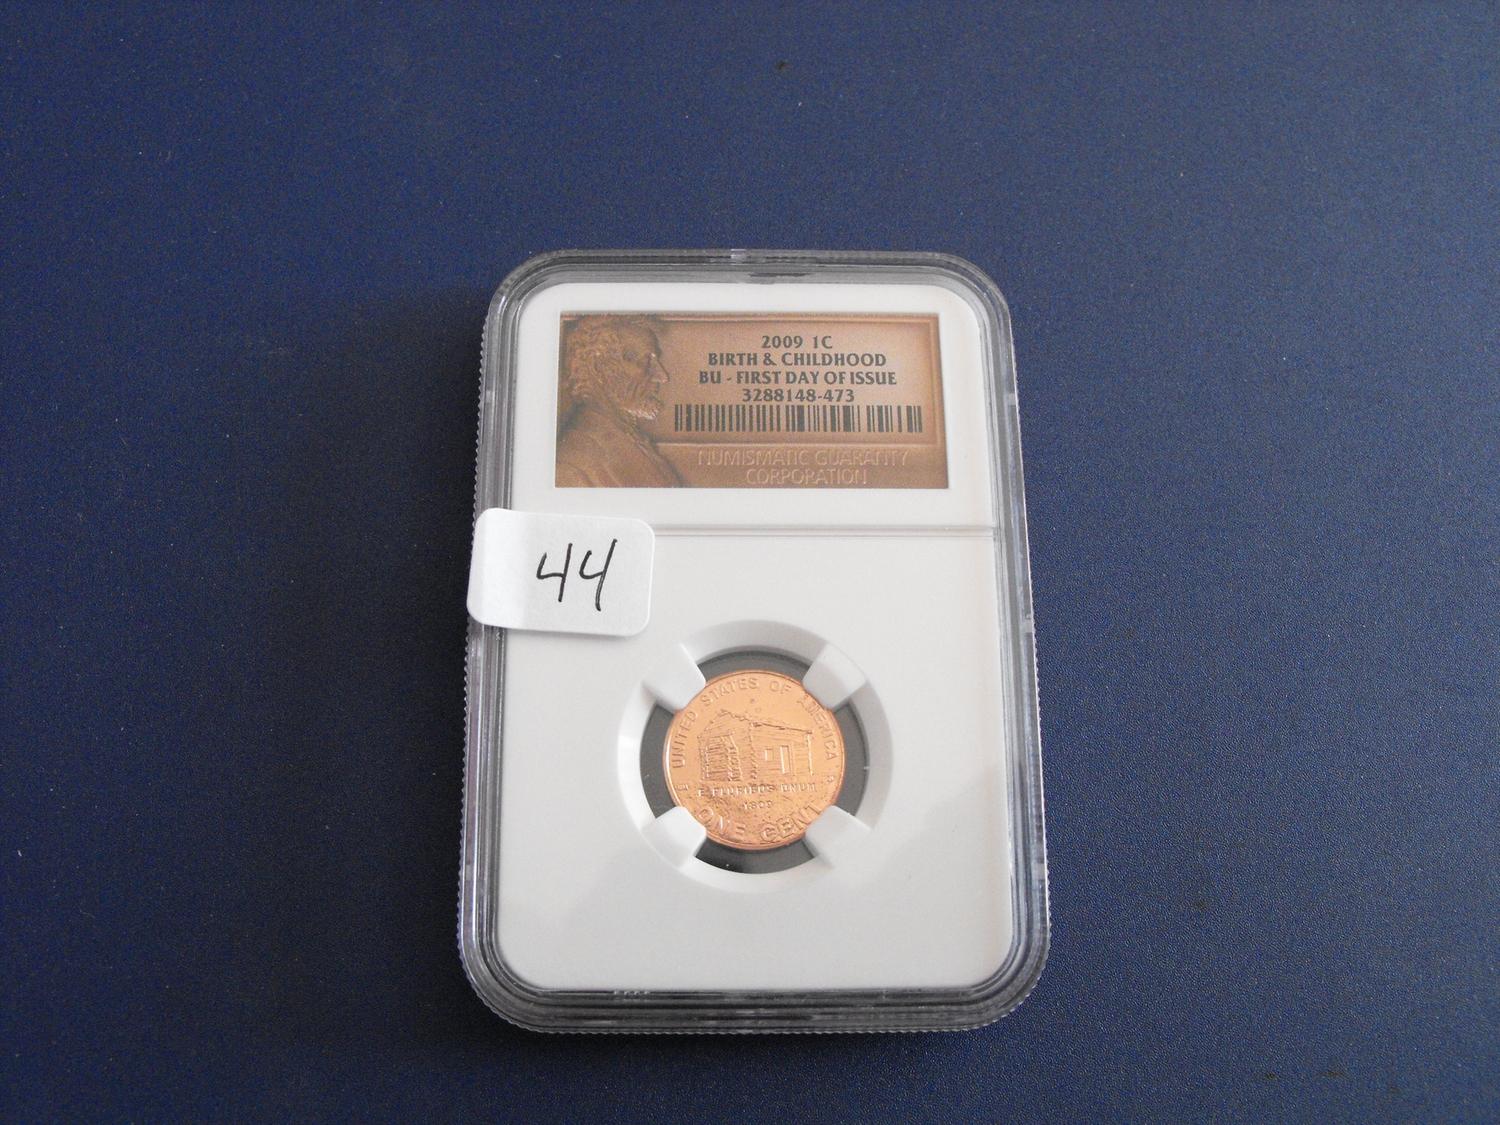 2009 1C
BIRTH & CHILDHOOD
BU - FIRST DAY OF ISSUE
3288148-473
NUMISMATIC GUARANTY
CORPORATION
44
UNITED STATES OF AMERICA
E PLURIBUS UNUM
1809
ONE CENT